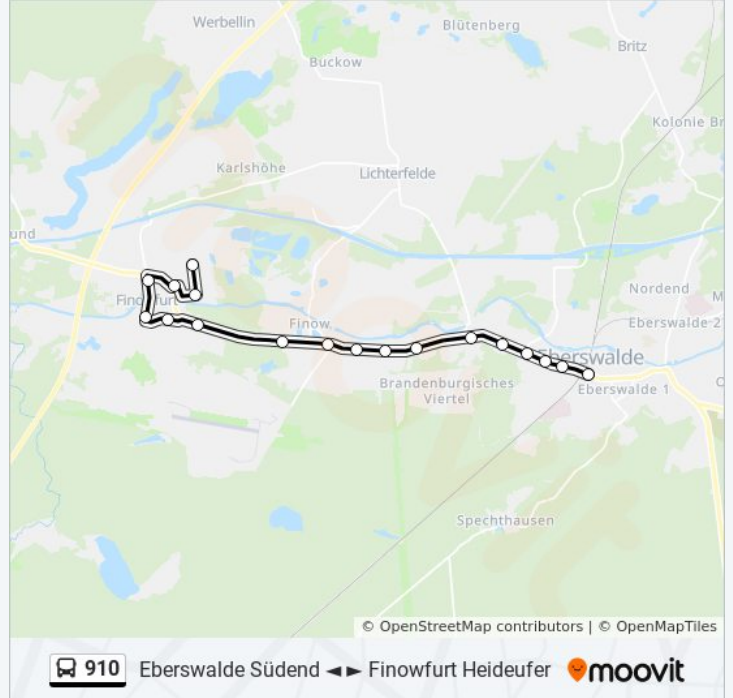 Werbellin
Blütenberg
Britz
Buckow
Kolonie Br
Karlshöhe
Lichterfelde
und
Nordend
Finowfurt
M
Finow
Eberswalde 2
Eberswalde
Brandenburgisches
Viertel
Eberswalde 1
O
Spechthausen
© OpenStreetMap contributors | © OpenMapTiles
910 Eberswalde Südend ◄ ► Finowfurt Heideufer moovit